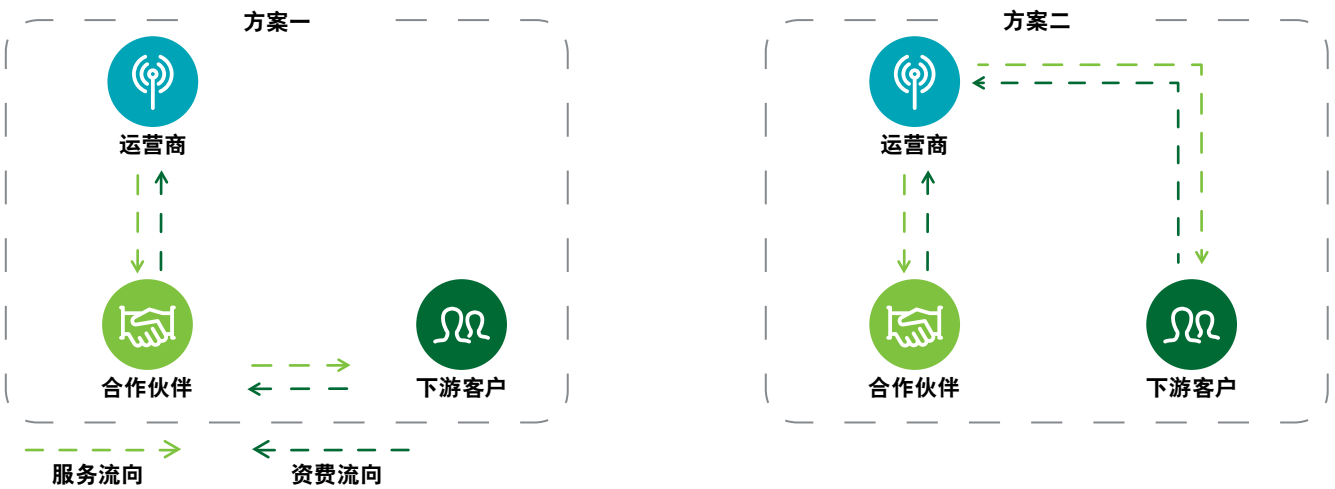 方案一
运营商
合作伙伴
下游客户
方案二
运营商
合作伙伴
下游客户
服务流向
资费流向